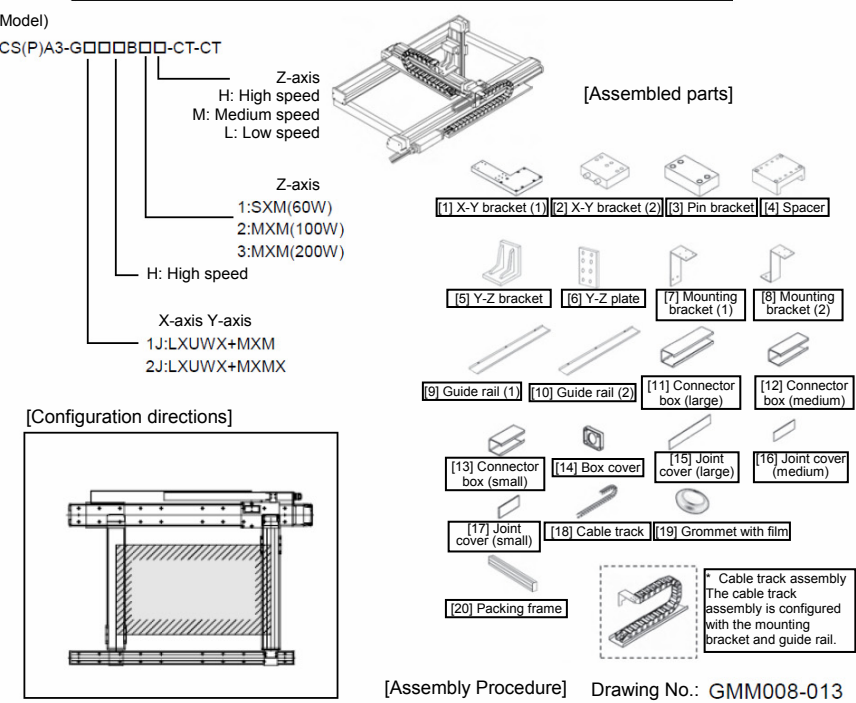 Model)
CS(P)A3-G□□□B□□-CT-CT
Z-axis
H: High speed
M: Medium speed
L: Low speed
Z-axis
1:SXM(60W)
2:MXM(100W)
3:MXM(200W)
H: High speed
X-axis Y-axis
1J:LXUWX+MXM
2J:LXUWX+MXMX
[Configuration directions]
[Assembled parts]
[1] X-Y bracket (1)
[2] X-Y bracket (2)
[3] Pin bracket
[4] Spacer
[5] Y-Z bracket
[6] Y-Z plate
[7] Mounting
bracket (1)
[8] Mounting
bracket (2)
[9] Guide rail (1)
[10] Guide rail (2)
[11] Connector
box (large)
[12] Connector
box (medium)
[13] Connector
box (small)
[14] Box cover
[15] Joint
cover (large)
[16] Joint cover
(medium)
[17] Joint
cover (small)
[18] Cable track
[19] Grommet with film
[20] Packing frame
* Cable track assembly
The cable track
assembly is configured
with the mounting
bracket and guide rail.
[Assembly Procedure]
Drawing No.: GMM008-013